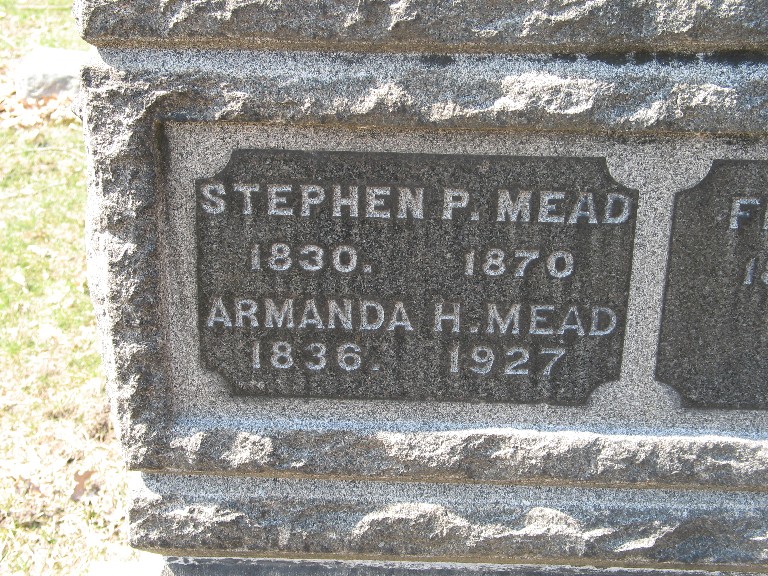 STEPHEN P. MEAD
1830. 1870
ARMANDA H. MEAD
1836. 1927